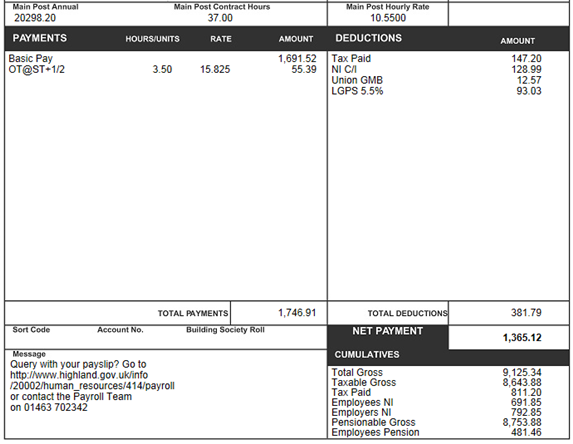 Main Post Annual Main Post Contract Hours Main Post Hourly Rate
20298.20 37.00 10.5500
PAYMENTS HOURS/UNITS RATE AMOUNT DEDUCTIONS AMOUNT
Basic Pay 1,691.52 Tax Paid 147.20
OT@ST+1/2 3.50 15.825 55.39 NI C/I 128.99
Union GMB 12.57
LGPS 5.5% 93.03
TOTAL PAYMENTS 1,746.91 TOTAL DEDUCTIONS 381.79
Sort Code Account No. Building Society Roll NET PAYMENT 1,365.12
Message
Query with your payslip? Go to
http://www.highland.gov.uk/info
/20002/human_resources/414/payroll
or contact the Payroll Team
on 01463 702342
CUMULATIVES
Total Gross 9,125.34
Taxable Gross 8,643.88
Tax Paid 811.20
Employees NI 691.85
Employers NI 792.85
Pensionable Gross 8,753.88
Employees Pension 481.46